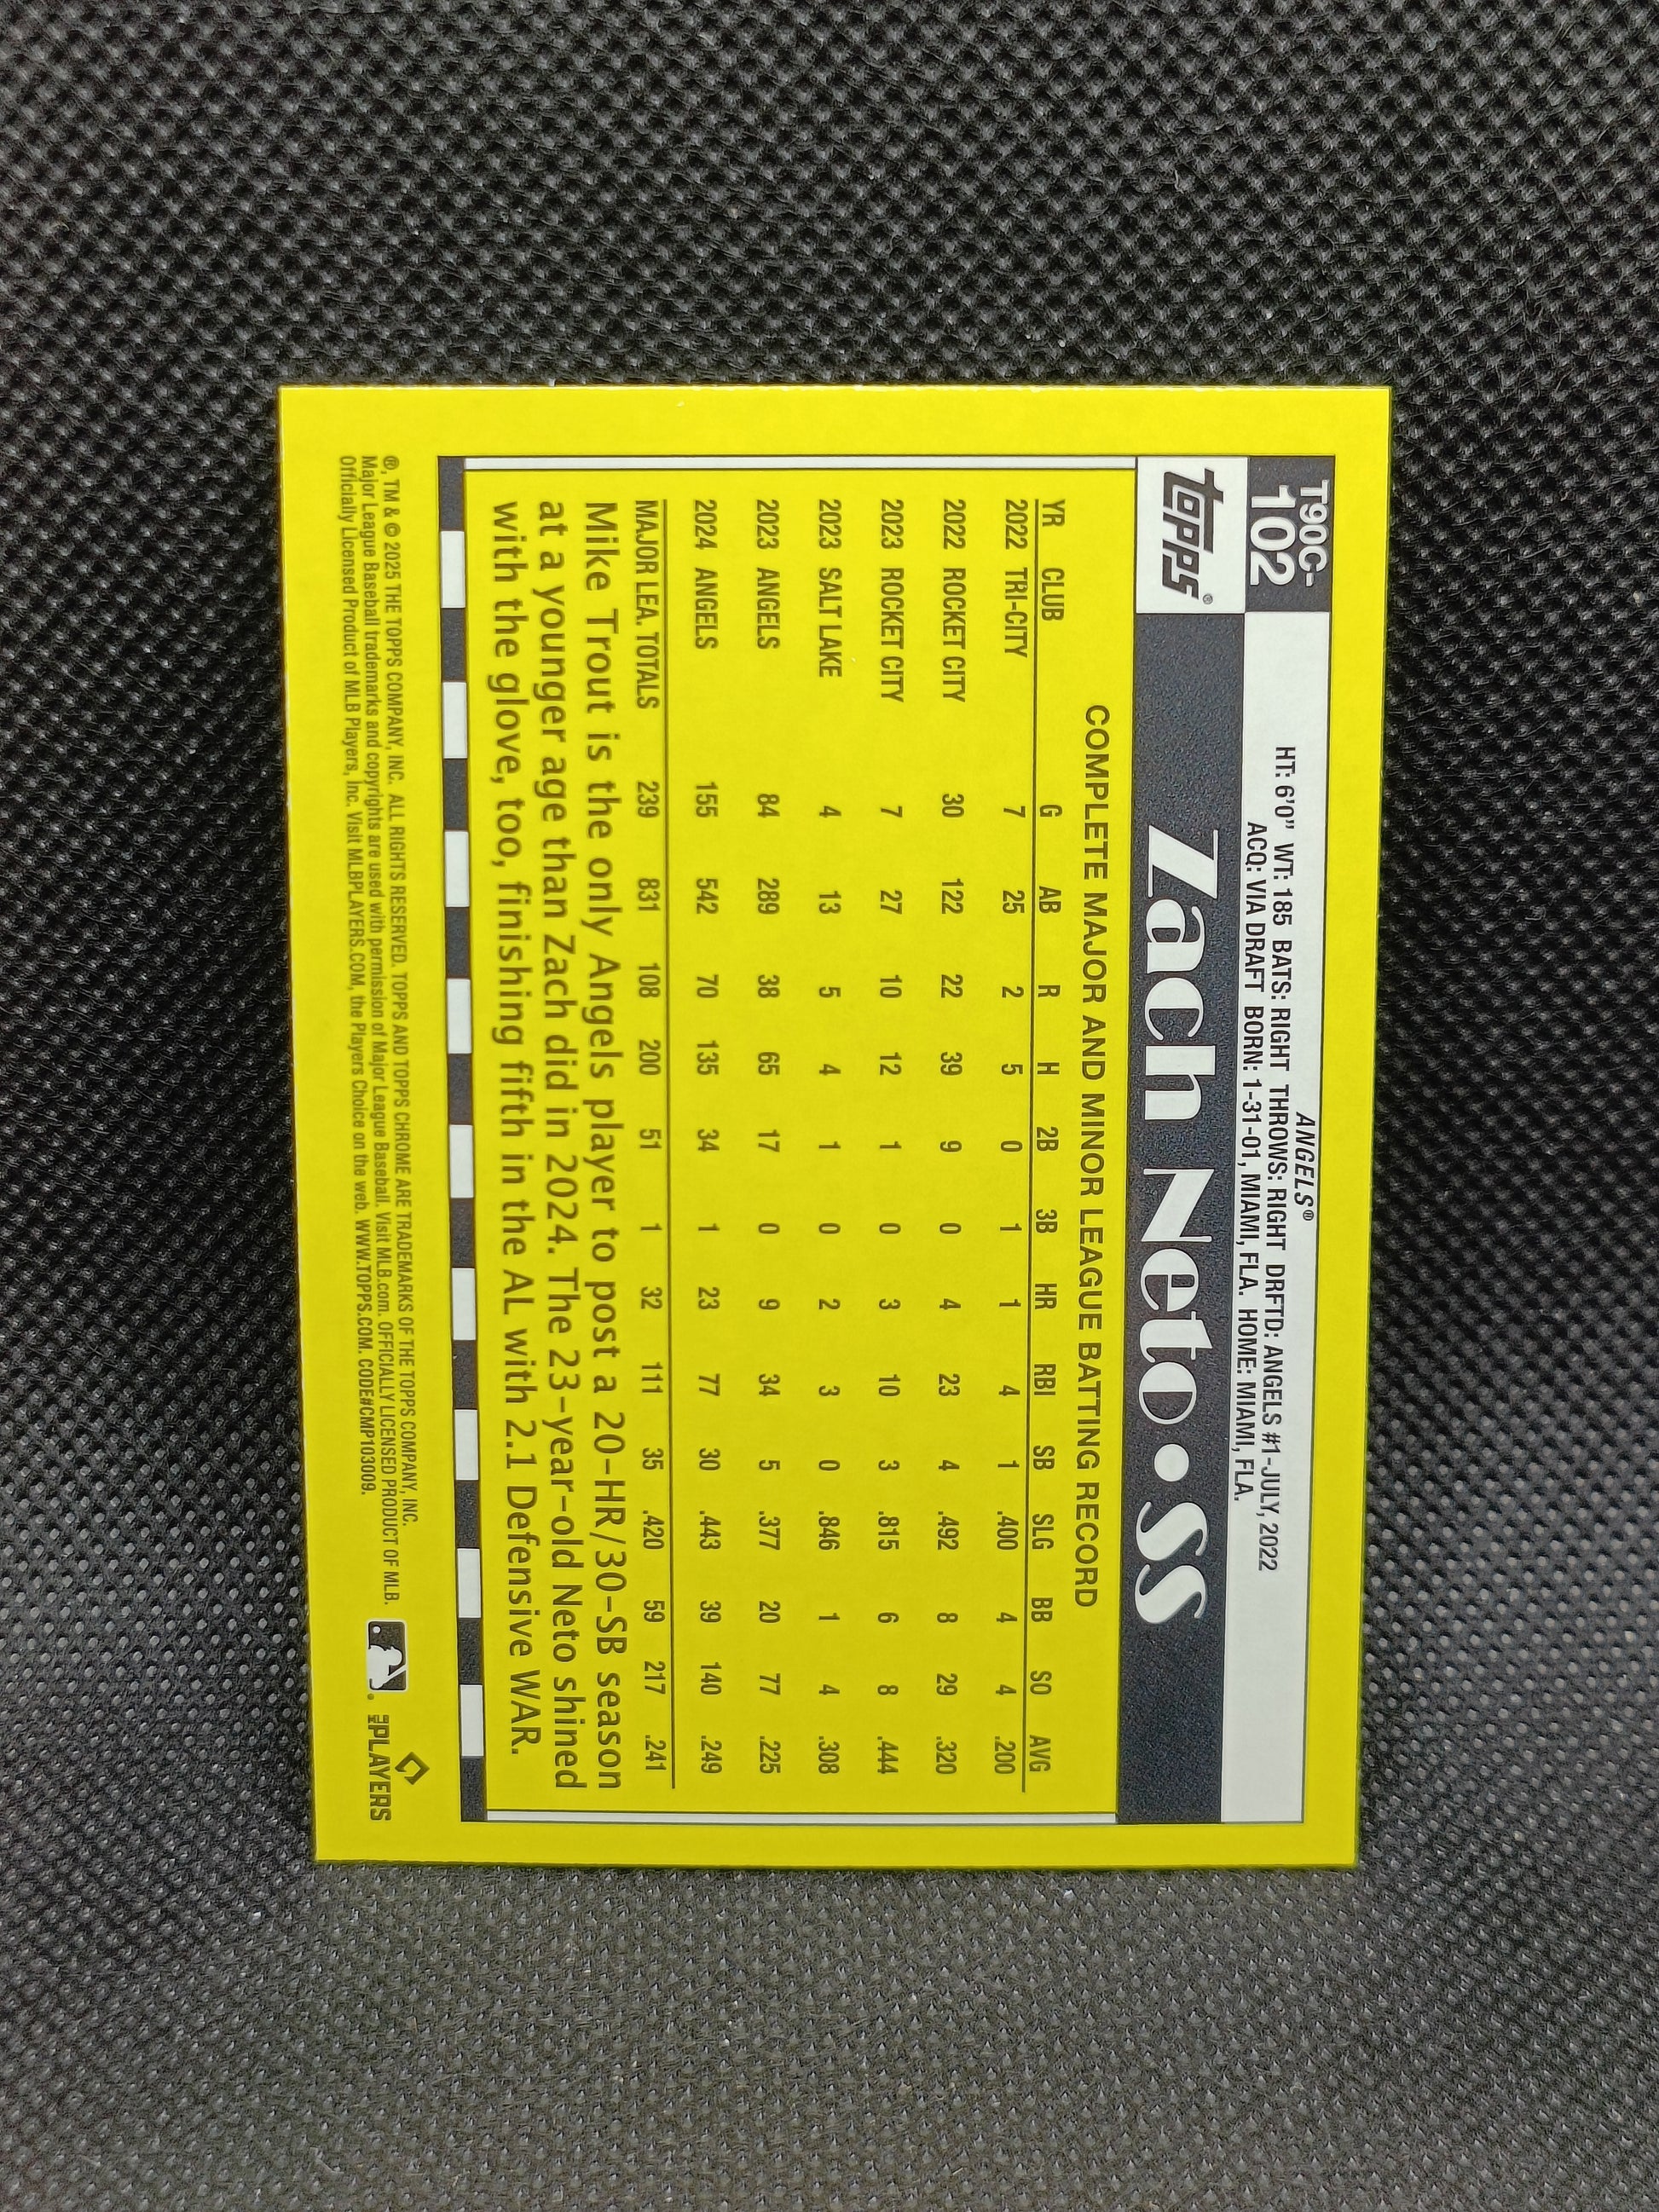 T90C-
102
topps®
ANGELS®
HT: 6'0" WT: 185 BATS: RIGHT THROWS: RIGHT DRFTD: ANGELS #1-JULY, 2022
ACQ: VIA DRAFT BORN: 1-31-01, MIAMI, FLA. HOME: MIAMI, FLA.
Zach Neto • SS
COMPLETE MAJOR AND MINOR LEAGUE BATTING RECORD
YR CLUB G AB R H 2B 3B HR RBI SB SLG BB SO AVG
2022 TRI-CITY 7 25 2 5 0 1 1 4 1 .400 4 4 .200
2022 ROCKET CITY 30 122 22 39 9 0 4 23 4 .492 8 29 .320
2023 ROCKET CITY 7 27 10 12 1 0 3 10 3 .815 6 8 .444
2023 SALT LAKE 4 13 5 4 1 0 2 3 0 .846 1 4 .308
2023 ANGELS 84 289 38 65 17 0 9 34 5 .377 20 77 .225
2024 ANGELS 155 542 70 135 34 1 23 77 30 .443 39 140 .249
MAJOR LEA. TOTALS 239 831 108 200 51 1 32 111 35 .420 59 217 .241
Mike Trout is the only Angels player to post a 20-HR/30-SB season
at a younger age than Zach did in 2024. The 23-year-old Neto shined
with the glove, too, finishing fifth in the AL with 2.1 Defensive WAR.
®, TM & © 2025 THE TOPPS COMPANY, INC. ALL RIGHTS RESERVED. TOPPS AND TOPPS CHROME ARE TRADEMARKS OF THE TOPPS COMPANY, INC.
Major League Baseball trademarks and copyrights are used with permission of Major League Baseball. Visit MLB.com. OFFICIALLY LICENSED PRODUCT OF MLB.
Officially Licensed Product of MLB Players, Inc. Visit MLBPLAYERS.COM, the Players Choice on the web. WWW.TOPPS.COM. CODE#CMP103009.
MLB PLAYERS